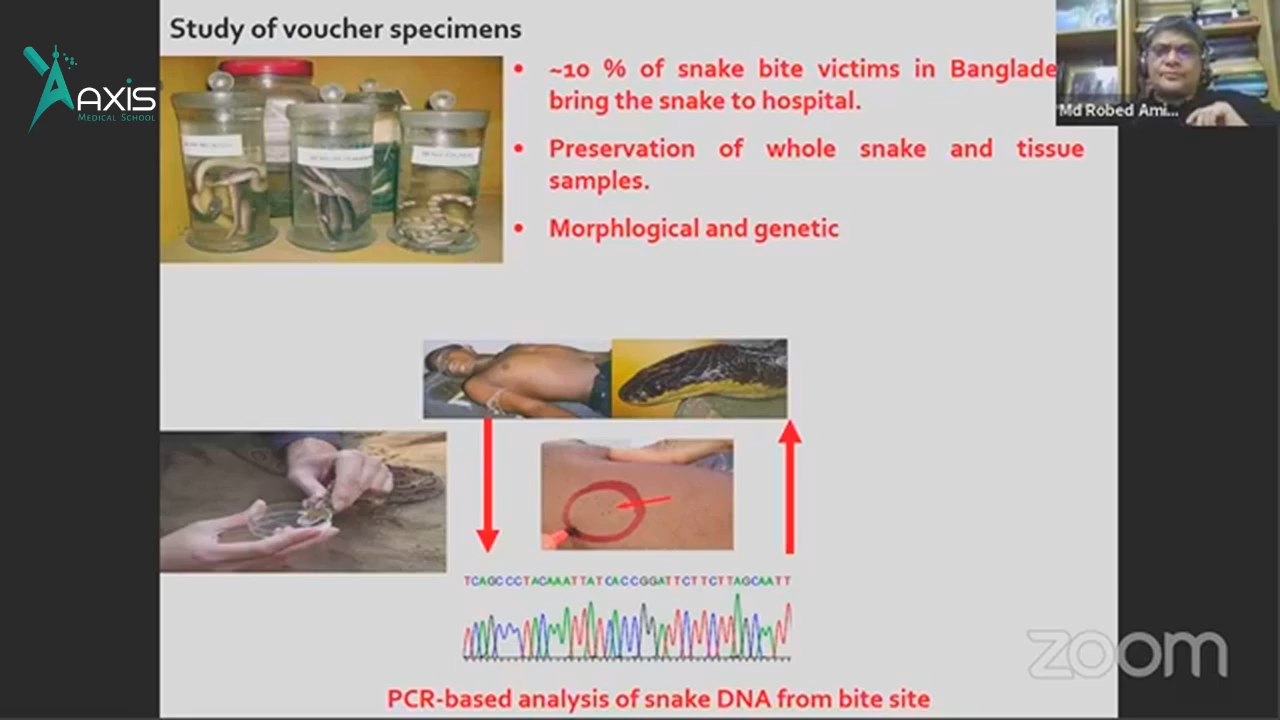 Study of voucher specimens
AXIS
MEDICAL SCHOOL
• ~10 % of snake bite victims in Banglade
bring the snake to hospital.
• Preservation of whole snake and tissue
samples.
• Morphlogical and genetic
Md Robed Ami...
TCAGCCCTACAAATTATCACCGGATTCTTCTTAGCAATT
PCR-based analysis of snake DNA from bite site
zoom